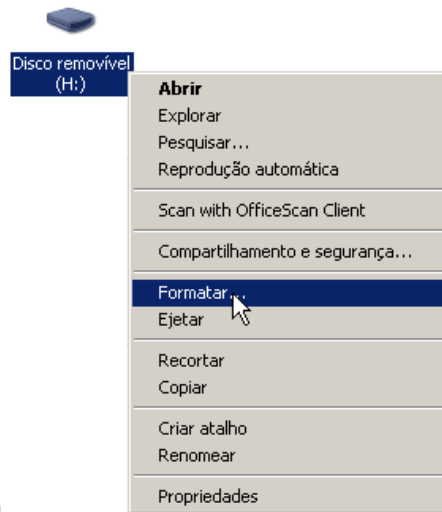 Disco removível
(H:)
Abrir
Explorar
Pesquisar...
Reprodução automática
Scan with OfficeScan Client
Compartilhamento e segurança...
Formatar...
Ejetar
Recortar
Copiar
Criar atalho
Renomear
Propriedades